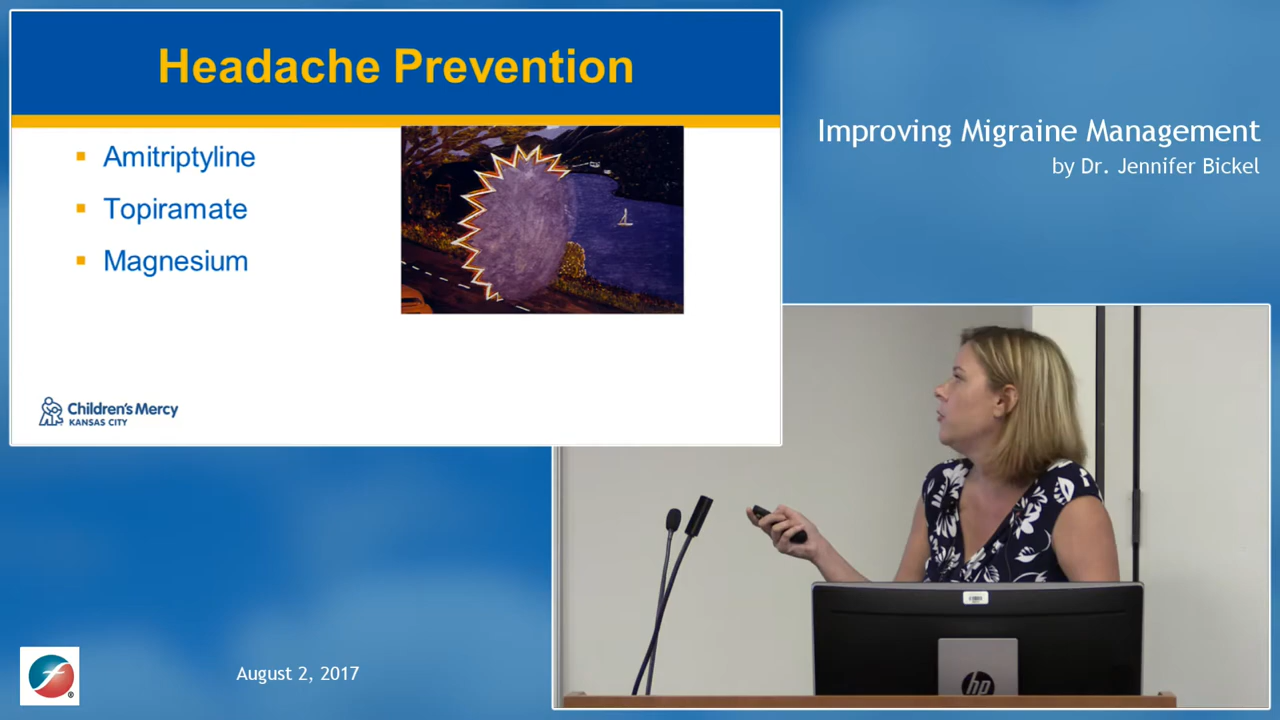 Headache Prevention
Amitriptyline
Topiramate
Magnesium
Children's Mercy
KANSAS CITY
Improving Migraine Management
by Dr. Jennifer Bickel
August 2, 2017
hp